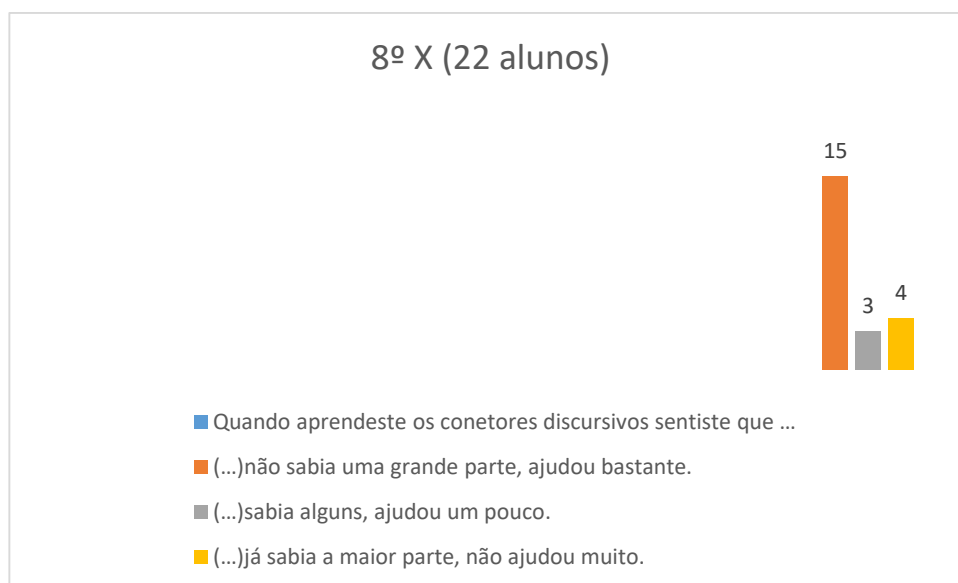 8º X (22 alunos)
15
3
4
Quando aprendeste os conetores discursivos sentiste que ...
(...)não sabia uma grande parte, ajudou bastante.
(...)sabia alguns, ajudou um pouco.
(...)já sabia a maior parte, não ajudou muito.